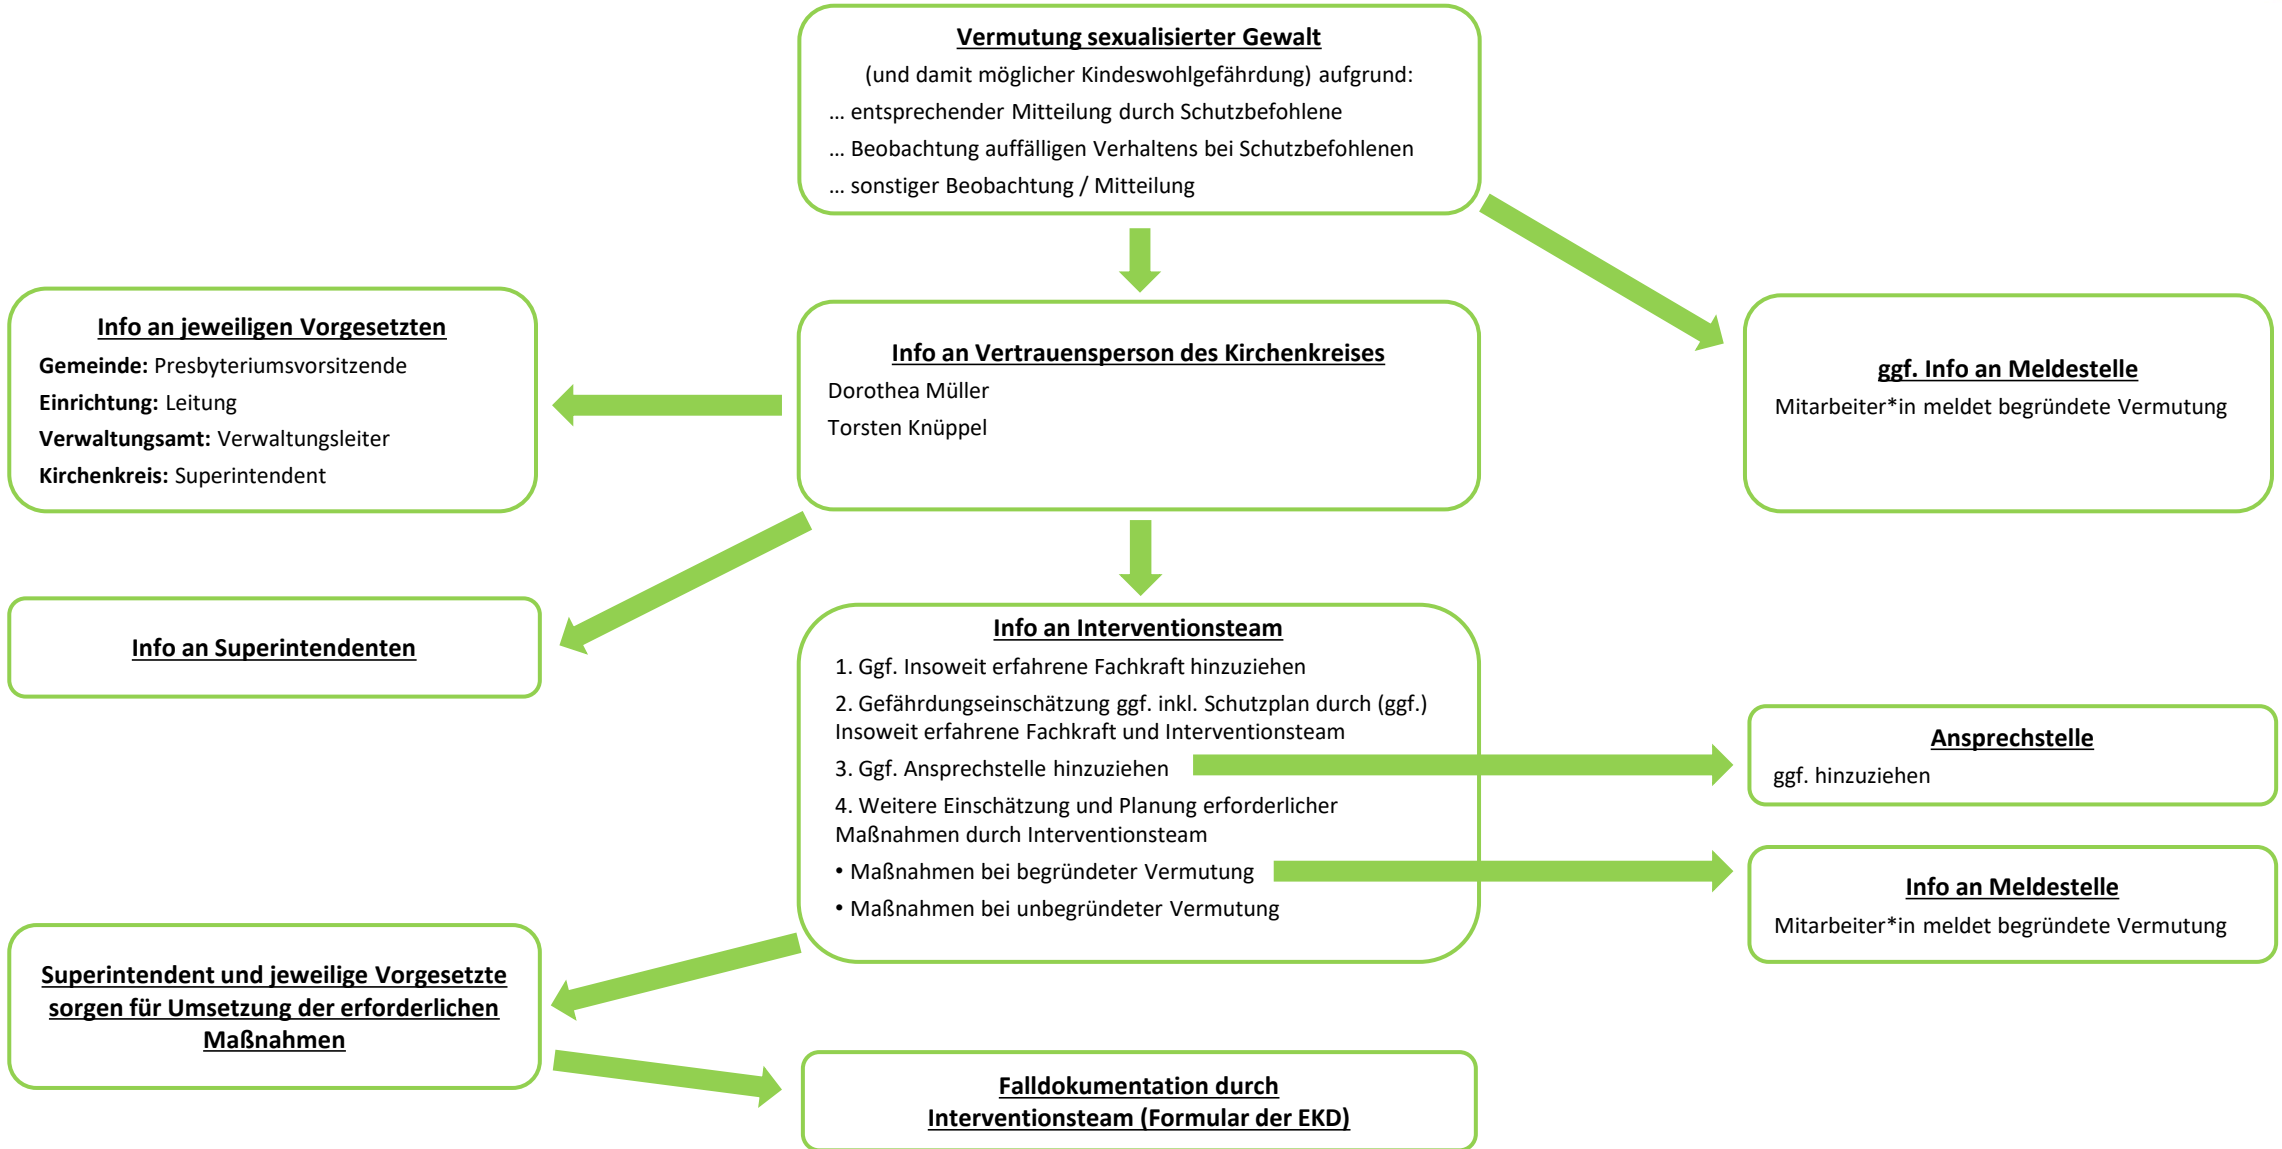 Vermutung sexualisierter Gewalt
(und damit möglicher Kindeswohlgefährdung) aufgrund:
... entsprechender Mitteilung durch Schutzbefohlene
... Beobachtung auffälligen Verhaltens bei Schutzbefohlenen
... sonstiger Beobachtung / Mitteilung
Info an jeweiligen Vorgesetzten
Gemeinde: Presbyteriumsvorsitzende
Einrichtung: Leitung
Verwaltungsamt: Verwaltungsleiter
Kirchenkreis: Superintendent
Info an Vertrauensperson des Kirchenkreises
Dorothea Müller
Torsten Knüppel
ggf. Info an Meldestelle
Mitarbeiter*in meldet begründete Vermutung
Info an Superintendenten
Info an Interventionsteam
1. Ggf. Insoweit erfahrene Fachkraft hinzuziehen
2. Gefährdungseinschätzung ggf. inkl. Schutzplan durch (ggf.)
Insoweit erfahrene Fachkraft und Interventionsteam
3. Ggf. Ansprechstelle hinzuziehen
4. Weitere Einschätzung und Planung erforderlicher
Maßnahmen durch Interventionsteam
• Maßnahmen bei begründeter Vermutung
• Maßnahmen bei unbegründeter Vermutung
Ansprechstelle
ggf. hinzuziehen
Info an Meldestelle
Mitarbeiter*in meldet begründete Vermutung
Superintendent und jeweilige Vorgesetzte
sorgen für Umsetzung der erforderlichen
Maßnahmen
Falldokumentation durch
Interventionsteam (Formular der EKD)